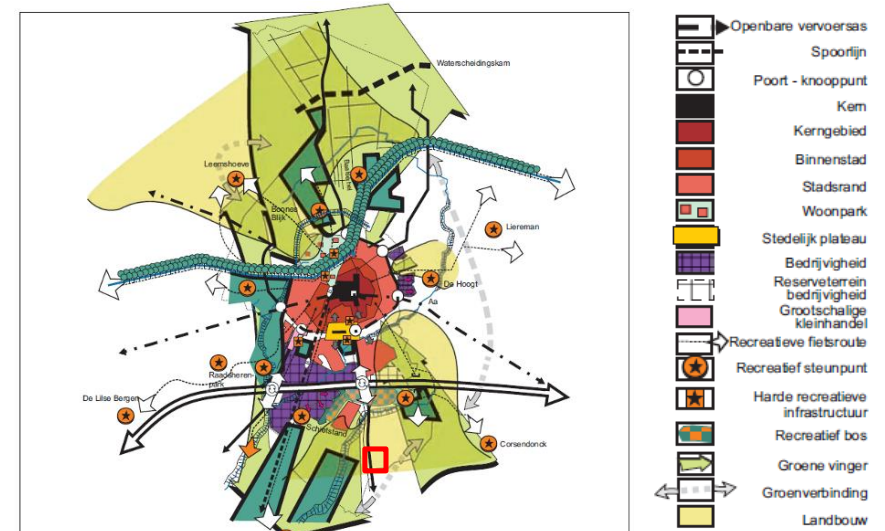 Waterscheidingskam
Leemshoeve
Boones
Blijk
Liereman
De Hoogt
Aa
Raadsheren-
park
De Lilse Bergen
Schietstand
Corsendonck
Openbare vervoersas
Spoorlijn
Poort - knooppunt
Kern
Kerngebied
Binnenstad
Stadsrand
Woonpark
Stedelijk plateau
Bedrijvigheid
Reserveterrein
bedrijvigheid
Grootschalige
kleinhandel
Recreatieve fietsroute
Recreatief steunpunt
Harde recreatieve
infrastructuur
Recreatief bos
Groene vinger
Groenverbinding
Landbouw